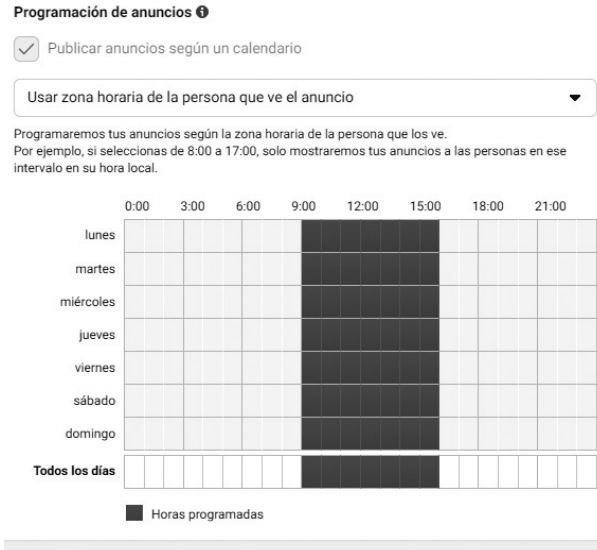 Programación de anuncios
Publicar anuncios según un calendario
Usar zona horaria de la persona que ve el anuncio
Programaremos tus anuncios según la zona horaria de la persona que los ve.
Por ejemplo, si seleccionas de 8:00 a 17:00, solo mostraremos tus anuncios a las personas en ese
intervalo en su hora local.
0:00 3:00 6:00 9:00 12:00 15:00 18:00 21:00
lunes
martes
miércoles
jueves
viernes
sábado
domingo
Todos los días
Horas programadas